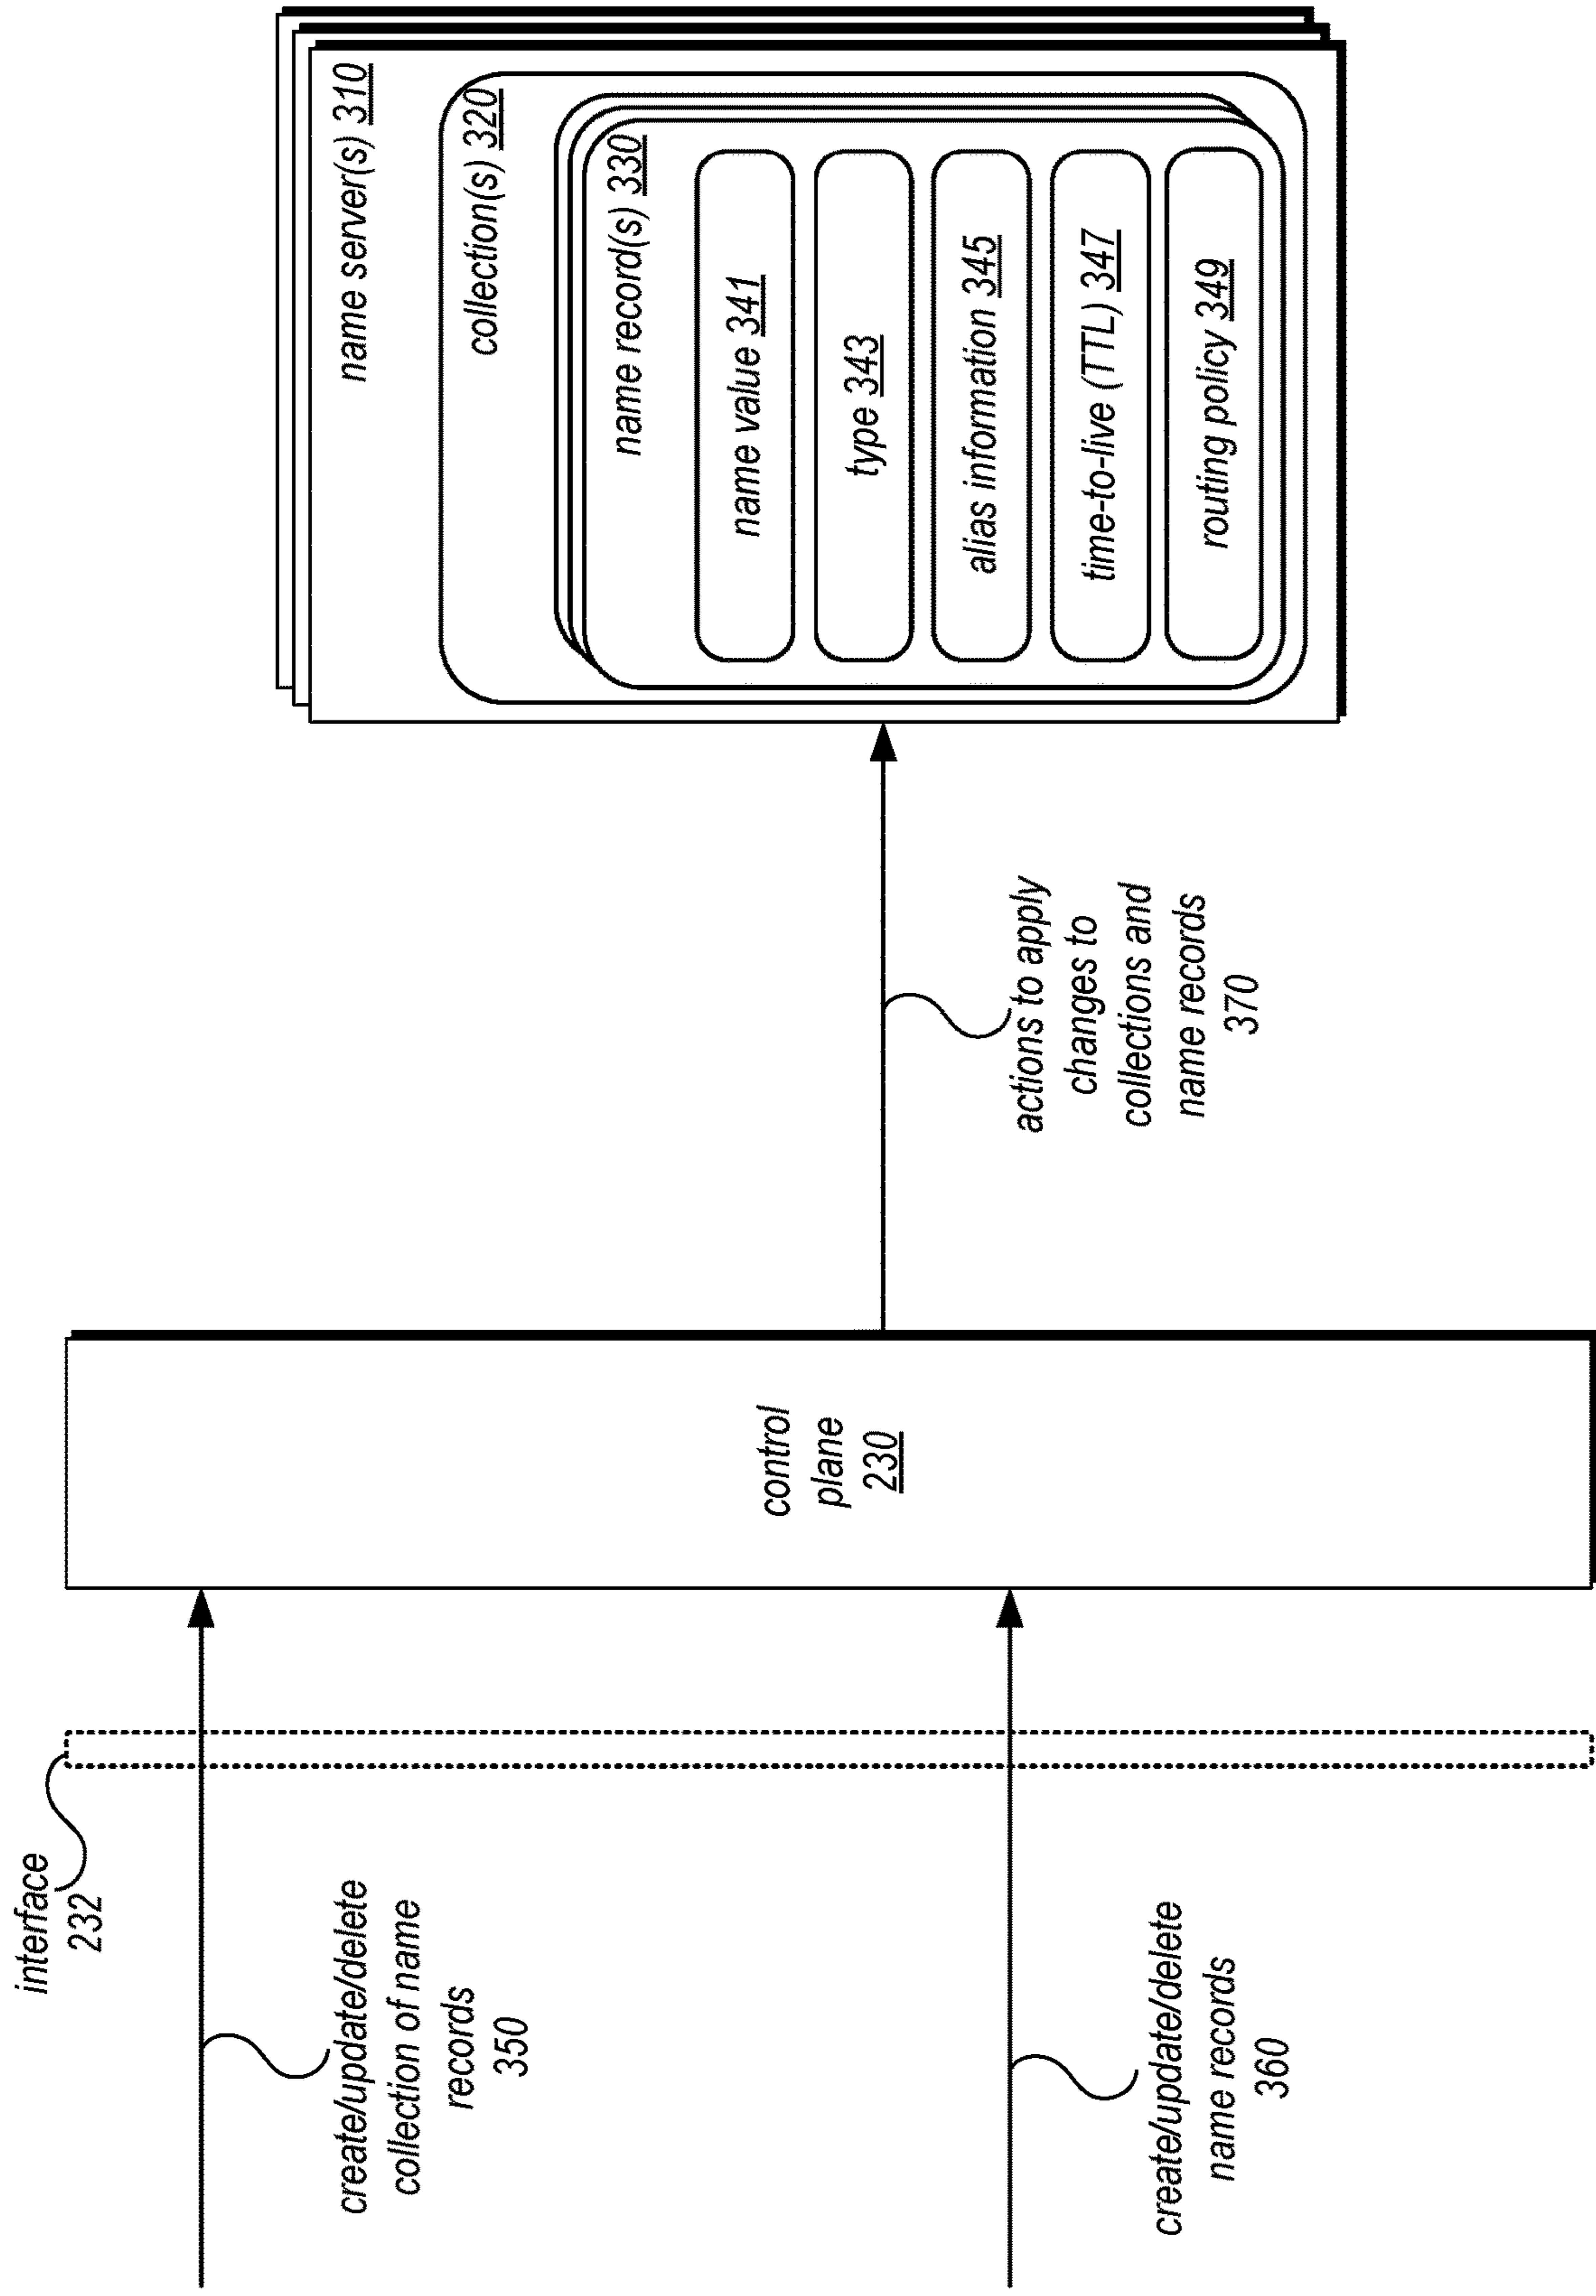 interface
232
create/update/delete
collection of name
records
350
create/update/delete
name records
360
control
plane
230
actions to apply
changes to
collections and
name records
370
name server(s) 310
collection(s) 320
name record(s) 330
name value 341
type 343
alias information 345
time-to-live (TTL) 347
routing policy 349